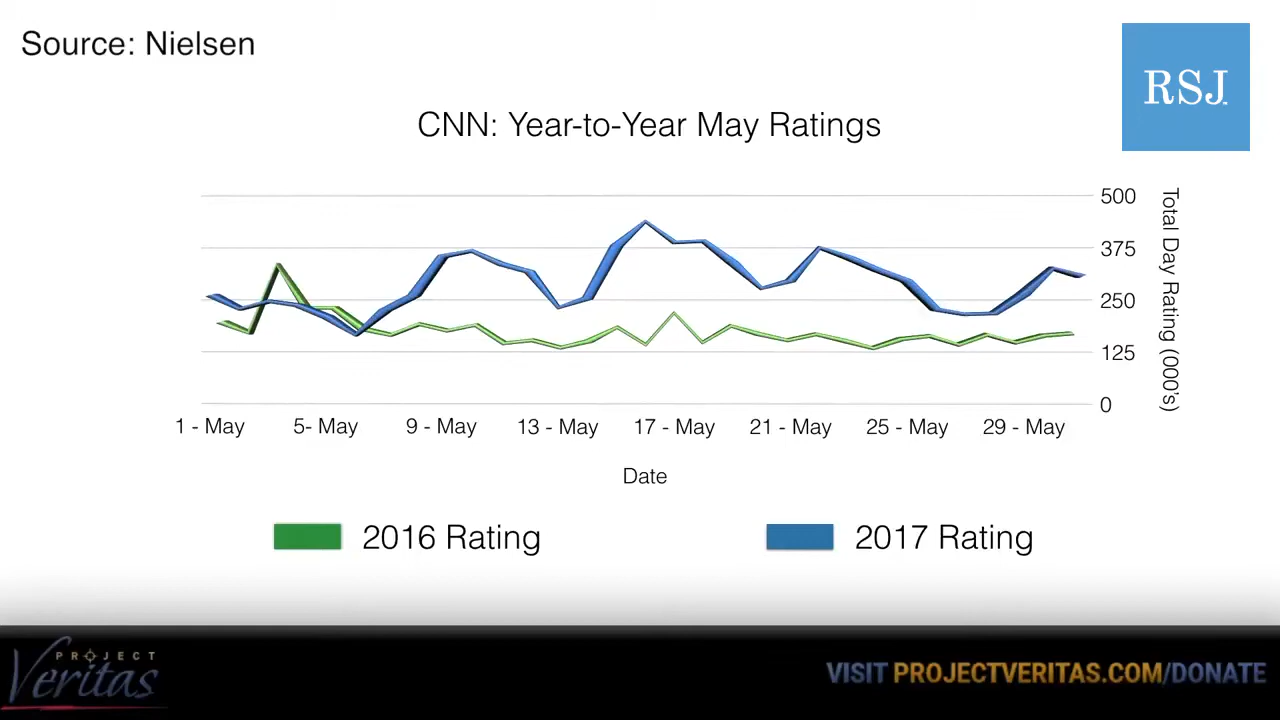 Source: Nielsen
RSJ
CNN: Year-to-Year May Ratings
500
375
250
125
0
Total Day Rating (000's)
1 - May 5- May 9 - May 13 - May 17 - May 21 - May 25 - May 29 - May
Date
2016 Rating 2017 Rating
PROJECT
Veritas
VISIT PROJECTVERITAS.COM/DONATE